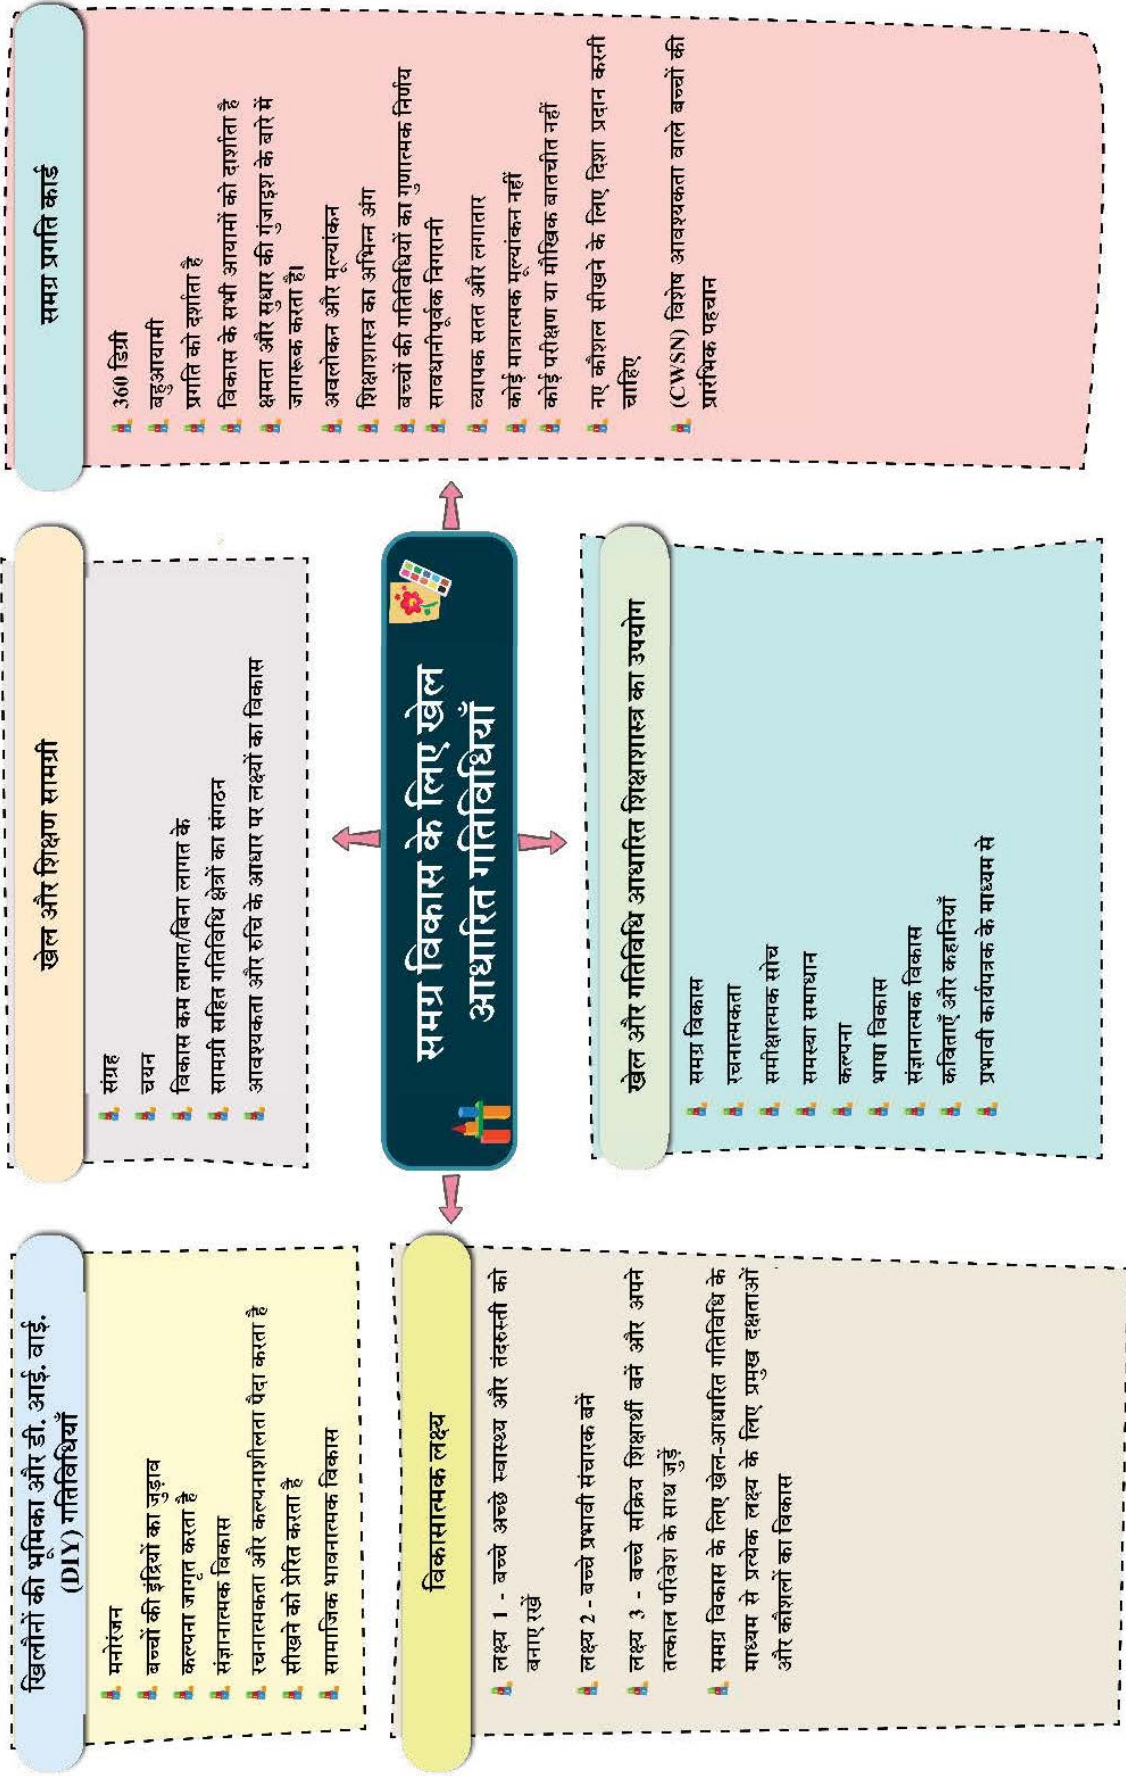 खिलौनों की भूमिका और डी. आई. वाई.
(DIY) गतिविधियाँ
मनोरंजन
बच्चों की इंद्रियों का जुड़ाव
कल्पना जागृत करता है
संज्ञानात्मक विकास
रचनात्मकता और कल्पनाशीलता पैदा करता है
सीखने को प्रेरित करता है
सामाजिक भावनात्मक विकास
खेल और शिक्षण सामग्री
संग्रह
चयन
विकास कम लागत/बिना लागत के
सामग्री सहित गतिविधि क्षेत्रों का संगठन
आवश्यकता और रुचि के आधार पर लक्ष्यों का विकास
समग्र प्रगति कार्ड
360 डिग्री
बहुआयामी
प्रगति को दर्शाता है
विकास के सभी आयामों को दार्शाता है
क्षमता और सुधार की गुंजाइश के बारे में
जागरूक करता है।
अवलोकन और मूल्यांकन
शिक्षाशास्त्र का अभिन्न अंग
बच्चों की गतिविधियों का गुणात्मक निर्णय
सावधानीपूर्वक निगरानी
व्यापक सतत और लगातार
कोई मात्रात्मक मूल्यांकन नहीं
कोई परीक्षण या मौखिक बातचीत नहीं
नए कौशल सीखने के लिए दिशा प्रदान करनी
चाहिए
(CWSN) विशेष आवश्यकता वाले बच्चों की
प्रारंभिक पहचान
समग्र विकास के लिए खेल
आधारित गतिविधियाँ
विकासात्मक लक्ष्य
लक्ष्य 1 - बच्चे अच्छे स्वास्थ्य और तंदरुस्ती को
बनाए रखें
लक्ष्य 2 - बच्चे प्रभावी संचारक बनें
लक्ष्य 3 - बच्चे सक्रिय शिक्षार्थी बनें और अपने
तत्काल परिवेश के साथ जुड़ें
समग्र विकास के लिए खेल-आधारित गतिविधि के
माध्यम से प्रत्येक लक्ष्य के लिए प्रमुख दक्षताओं
और कौशलों का विकास
खेल और गतिविधि आधारित शिक्षाशास्त्र का उपयोग
समग्र विकास
रचनात्मकता
समीक्षात्मक सोच
समस्या समाधान
कल्पना
भाषा विकास
संज्ञानात्मक विकास
कविताएँ और कहानियाँ
प्रभावी कार्यपत्रक के माध्यम से